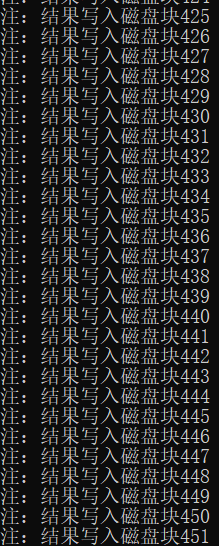 注：结果写入磁盘块425
注：结果写入磁盘块426
注：结果写入磁盘块427
注：结果写入磁盘块428
注：结果写入磁盘块429
注：结果写入磁盘块430
注：结果写入磁盘块431
注：结果写入磁盘块432
注：结果写入磁盘块433
注：结果写入磁盘块434
注：结果写入磁盘块435
注：结果写入磁盘块436
注：结果写入磁盘块437
注：结果写入磁盘块438
注：结果写入磁盘块439
注：结果写入磁盘块440
注：结果写入磁盘块441
注：结果写入磁盘块442
注：结果写入磁盘块443
注：结果写入磁盘块444
注：结果写入磁盘块445
注：结果写入磁盘块446
注：结果写入磁盘块447
注：结果写入磁盘块448
注：结果写入磁盘块449
注：结果写入磁盘块450
注：结果写入磁盘块451